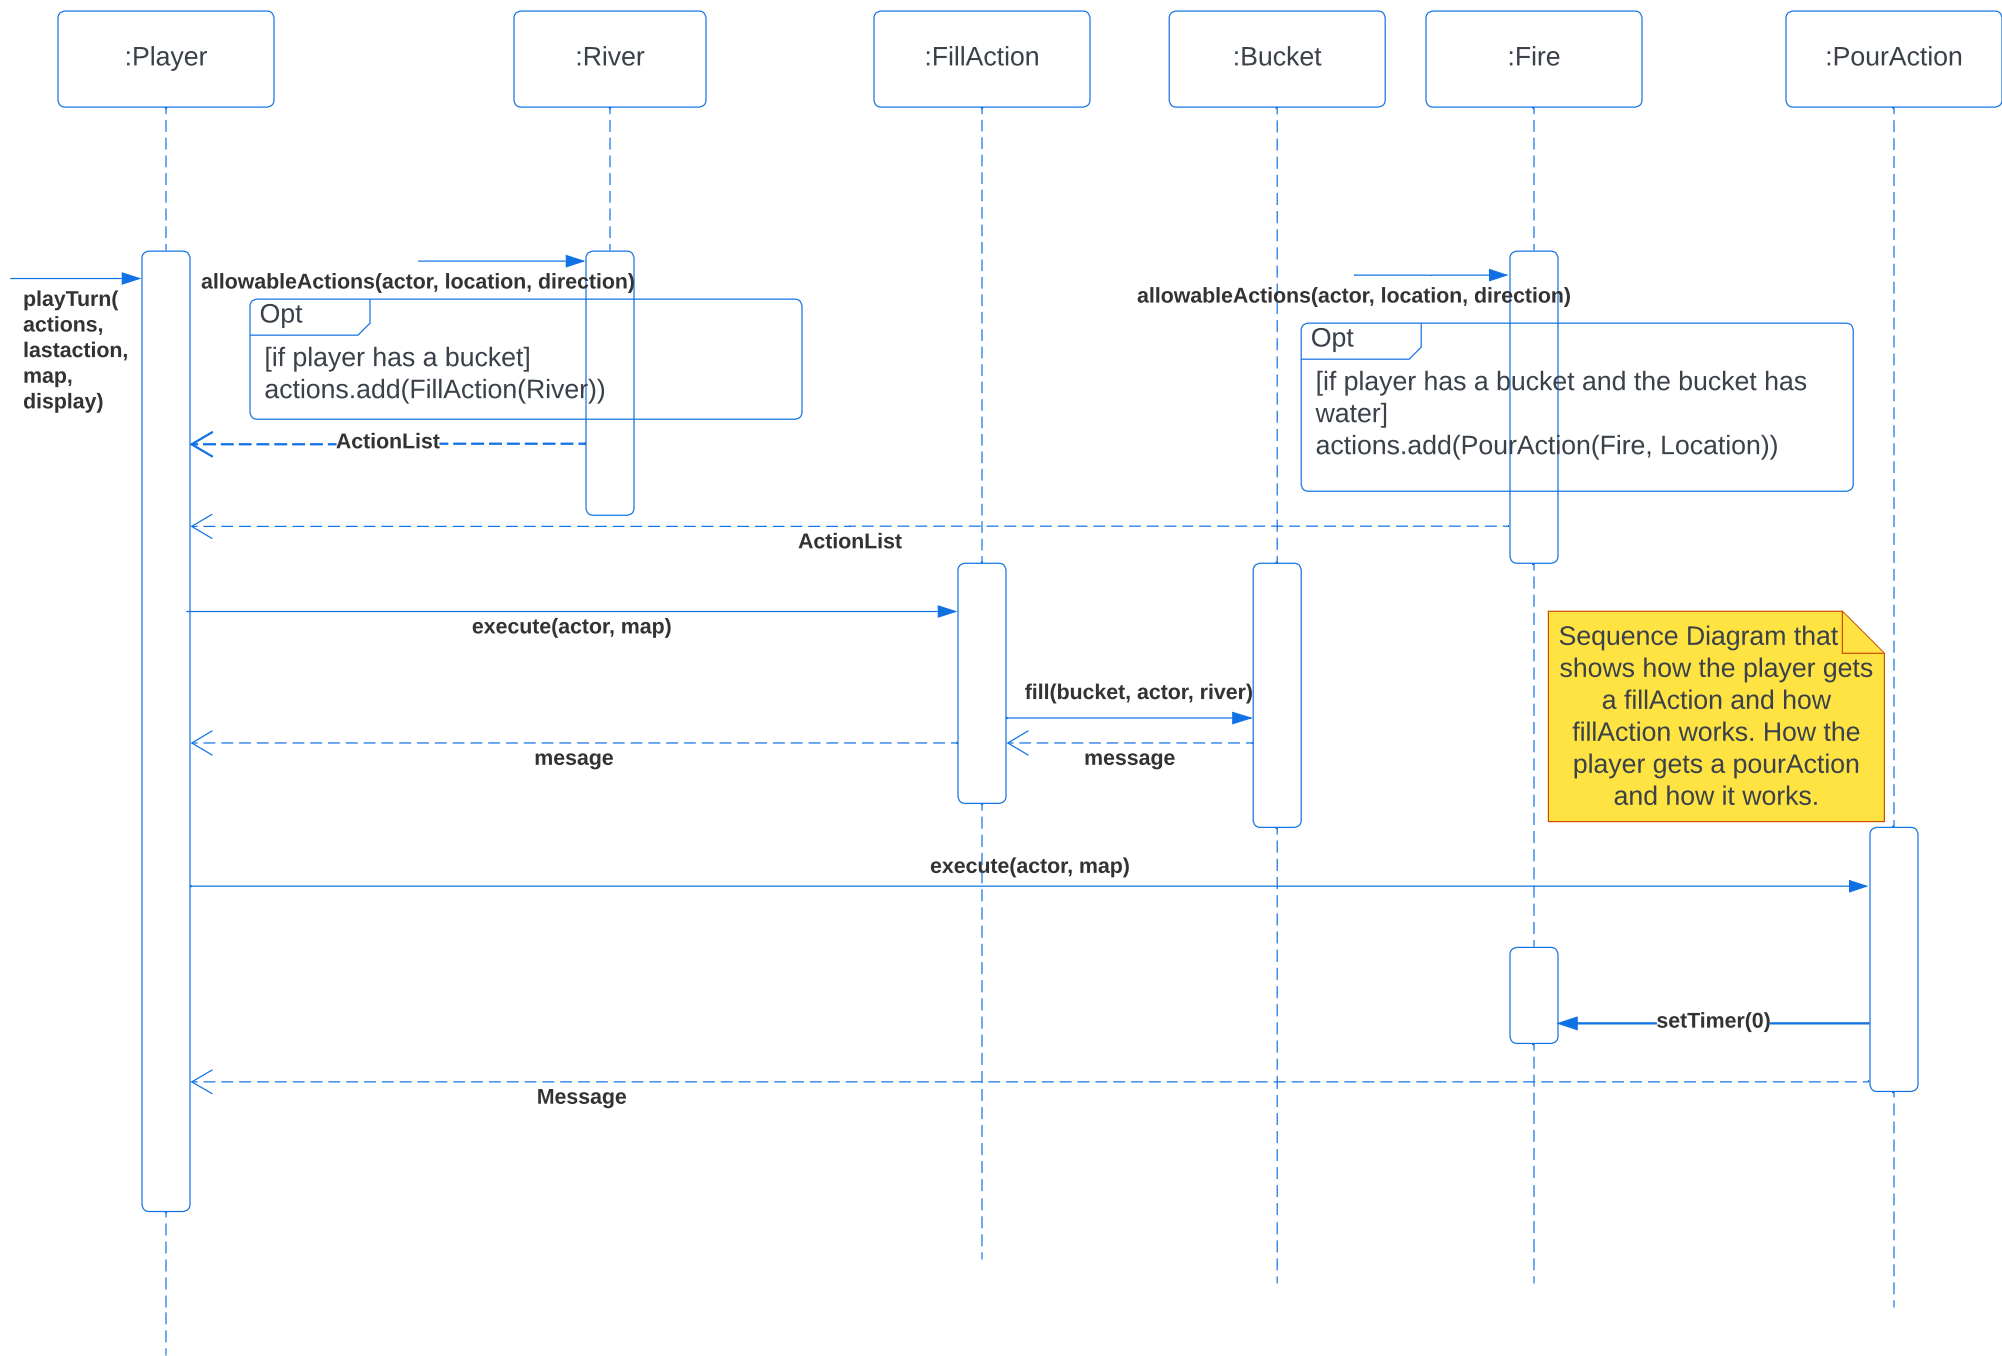 :Player
:River
:FillAction
:Bucket
:Fire
:PourAction
playTurn(
actions,
lastaction,
map,
display)
allowableActions(actor, location, direction)
Opt
[if player has a bucket]
actions.add(FillAction(River))
ActionList
allowableActions(actor, location, direction)
Opt
[if player has a bucket and the bucket has
water]
actions.add(PourAction(Fire, Location))
ActionList
execute(actor, map)
fill(bucket, actor, river)
mesage
message
Sequence Diagram that
shows how the player gets
a fillAction and how
fillAction works. How the
player gets a pourAction
and how it works.
execute(actor, map)
setTimer(0)
Message